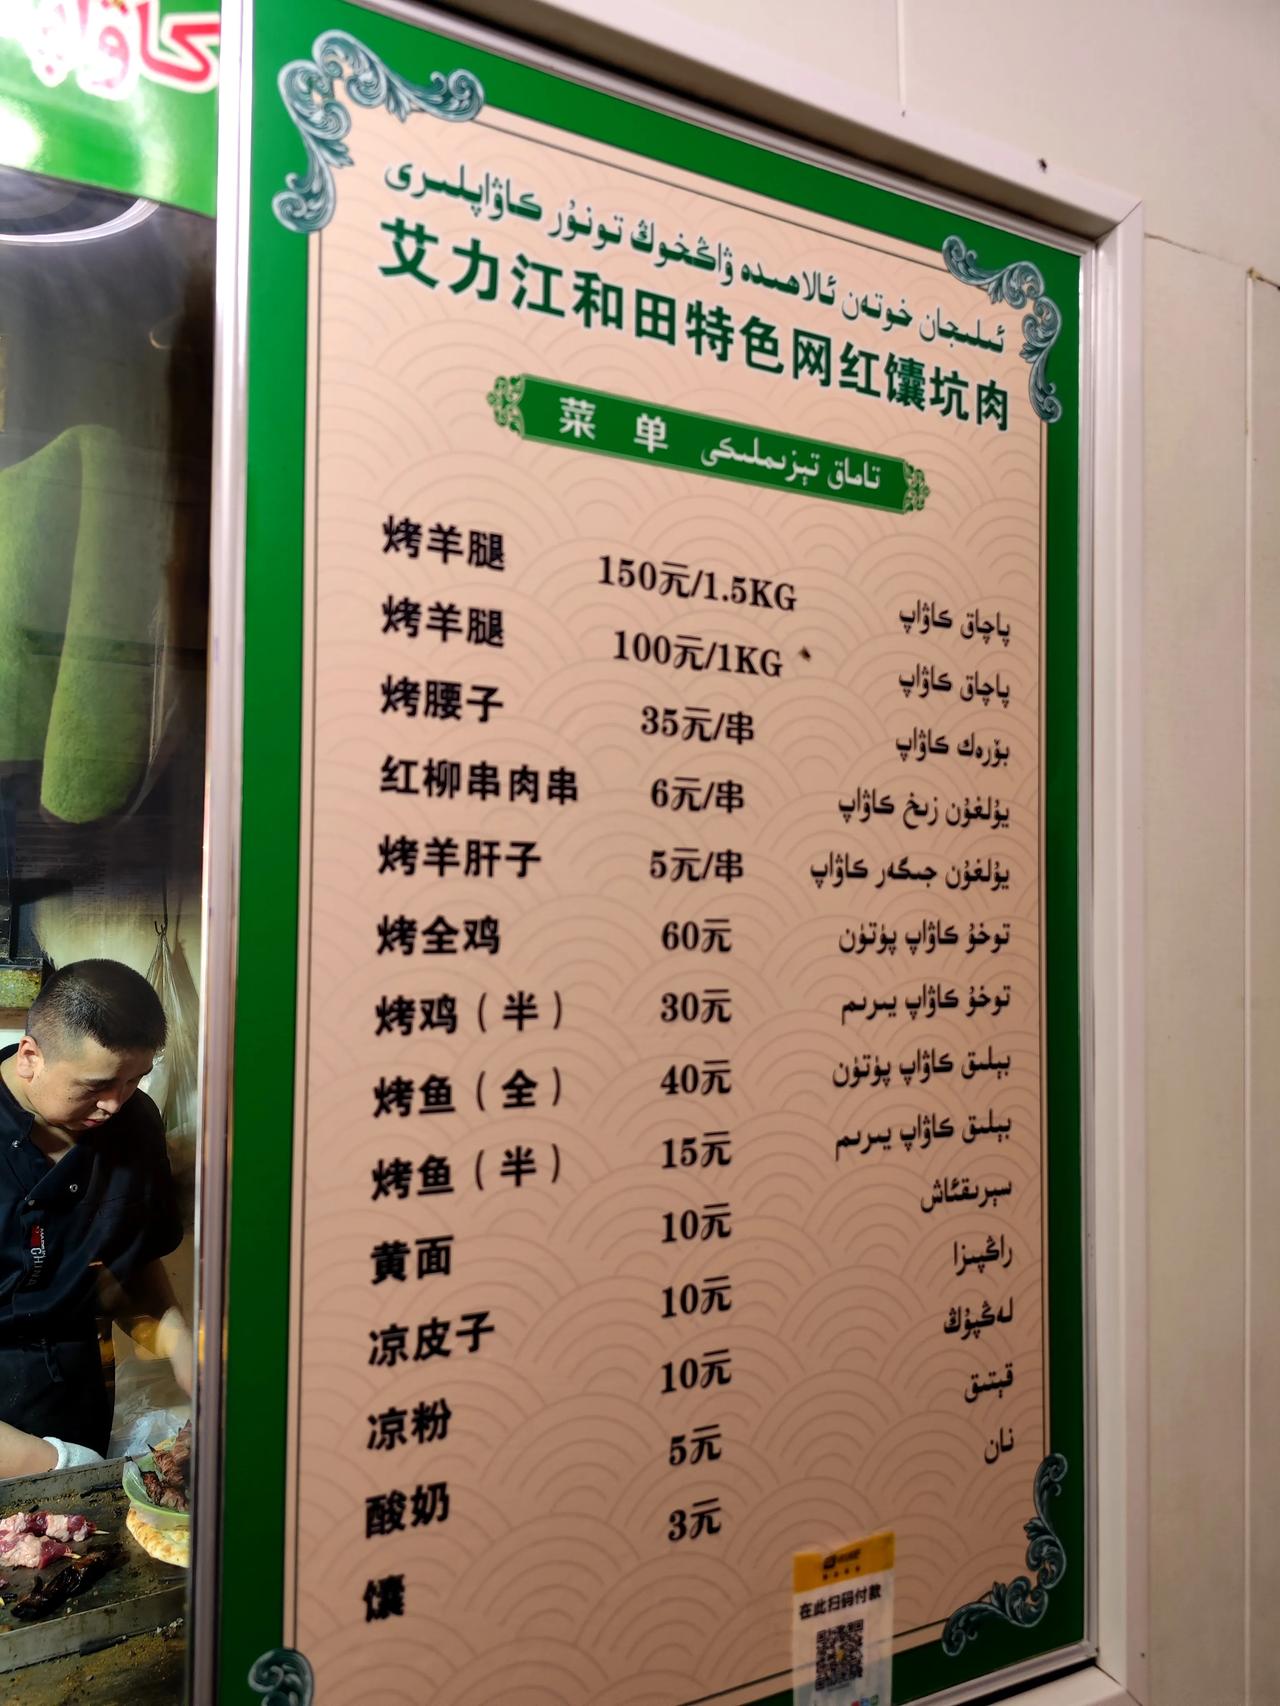 كاۋاپ
ئىلىجان خوتەن ئالاھىدە ۋاڭخوڭ تونۇر كاۋاپلىرى
艾力江和田特色网红馕坑肉
菜 单 تاماق تىزىملىكى
烤羊腿 150元/1.5KG پاچاق كاۋاپ
烤羊腿 100元/1KG پاچاق كاۋاپ
烤腰子 35元/串 بۆرەك كاۋاپ
红柳串肉串 6元/串 يۇلغۇن زىخ كاۋاپ
烤羊肝子 5元/串 يۇلغۇن جىگەر كاۋاپ
烤全鸡 60元 توخۇ كاۋاپ پۈتۈن
烤鸡（半） 30元 توخۇ كاۋاپ يىرىم
烤鱼（全） 40元 بېلىق كاۋاپ پۈتۈن
烤鱼（半） 15元 بېلىق كاۋاپ يىرىم
黄面 10元 سېرىقئاش
凉皮子 10元 راڭپىزا
凉粉 10元 لەڭپۇڭ
酸奶 5元 قېتىق
馕 3元 نان
在此扫码付款
CHINA